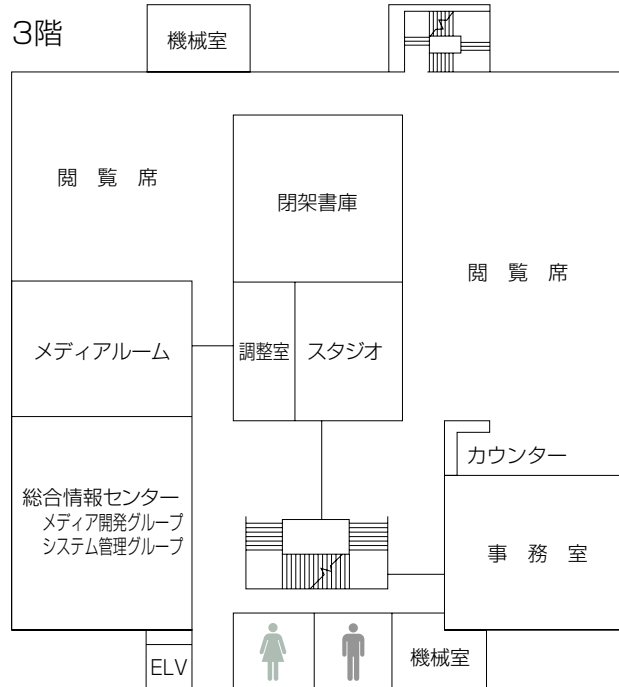 3階
機械室
閲 覧 席
閉架書庫
閲 覧 席
メディアルーム
調整室
スタジオ
カウンター
総合情報センター
メディア開発グループ
システム管理グループ
事 務 室
ELV
機械室